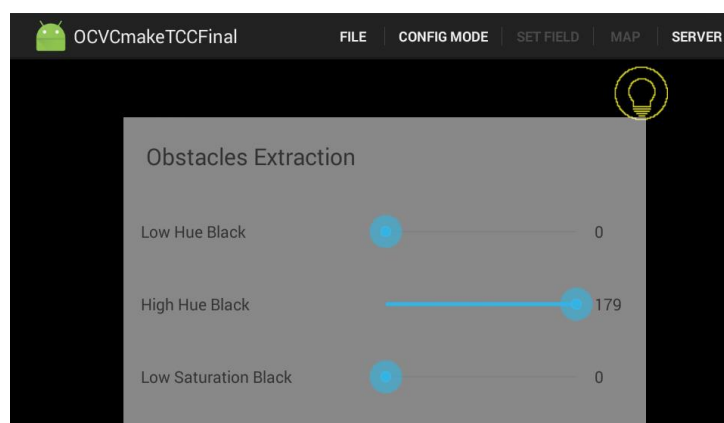 OCVCmakeTCCFinal FILE CONFIG MODE SET FIELD MAP SERVER
Obstacles Extraction
Low Hue Black 0
High Hue Black 179
Low Saturation Black 0